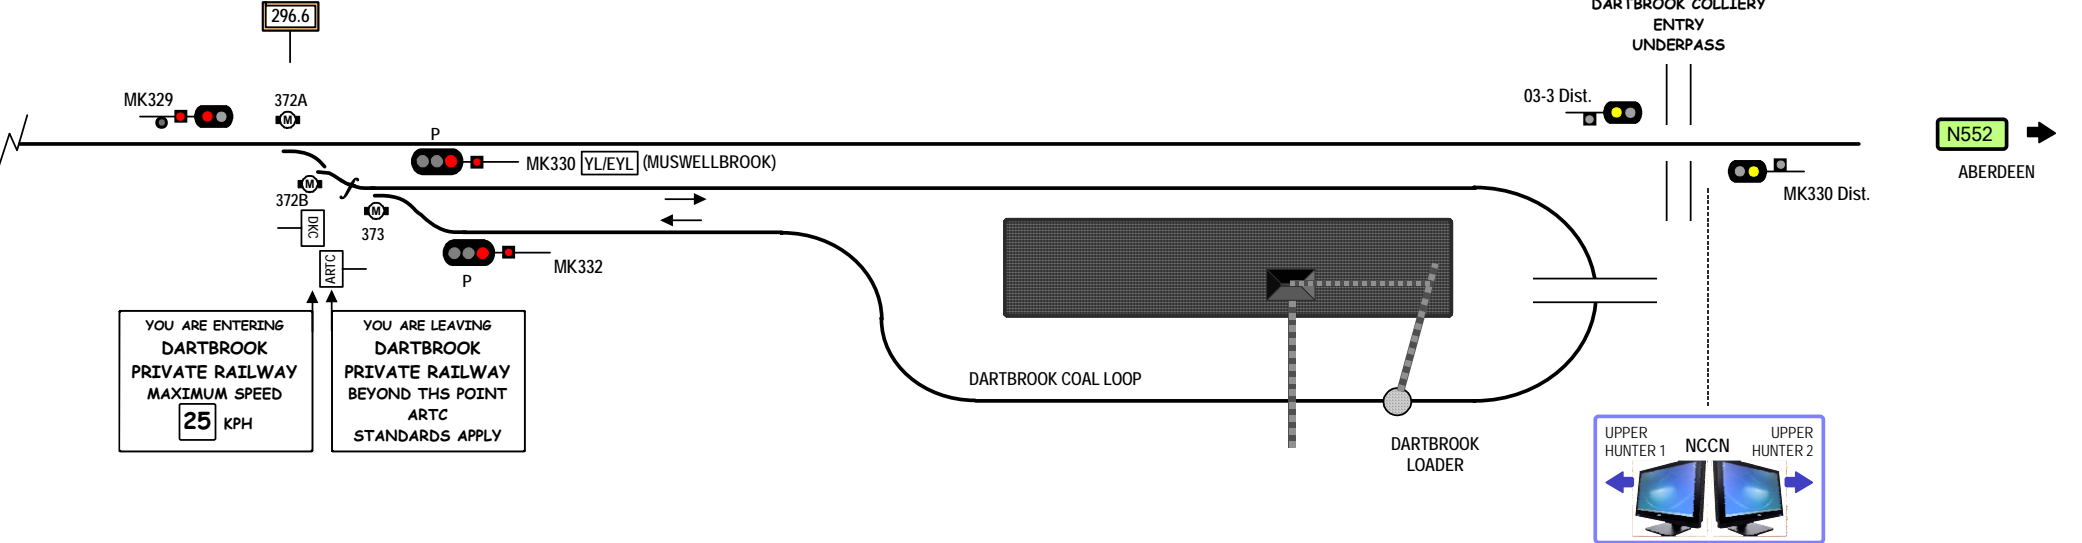 296.6
DARTBROOK COLLIERY
ENTRY
UNDERPASS
MK329
372A
M
03-3 Dist.
P
MK330 YL/EYL (MUSWELLBROOK)
N552
ABERDEEN
MK330 Dist.
M
372B
M
373
DKC
ARTC
P
MK332
YOU ARE ENTERING
DARTBROOK
PRIVATE RAILWAY
MAXIMUM SPEED
25 KPH
YOU ARE LEAVING
DARTBROOK
PRIVATE RAILWAY
BEYOND THS POINT
ARTC
STANDARDS APPLY
DARTBROOK COAL LOOP
DARTBROOK
LOADER
UPPER
HUNTER 1
NCCN
UPPER
HUNTER 2